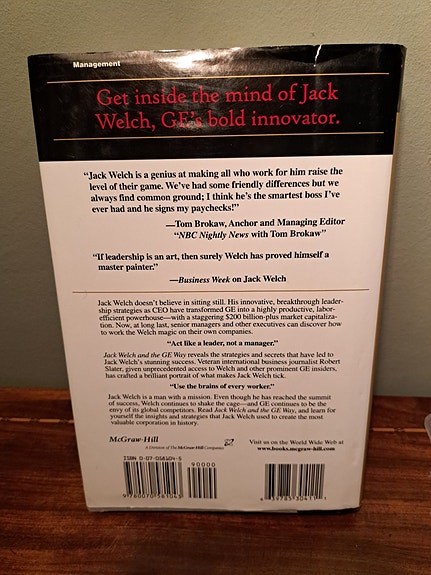 Management
Get inside the mind of Jack
Welch, GE's bold innovator.
“Jack Welch is a genius at making all who work for him raise the
level of their game. We've had some friendly differences but we
always find common ground; I think he's the smartest boss I've
ever had and he signs my paychecks!”
—Tom Brokaw, Anchor and Managing Editor
“NBC Nightly News with Tom Brokaw”
“If leadership is an art, then surely Welch has proved himself a
master painter.”
—Business Week on Jack Welch
Jack Welch doesn't believe in sitting still. His innovative, breakthrough leader-
ship strategies as CEO have transformed GE into a highly productive, labor-
efficient powerhouse—with a staggering $200 billion-plus market capitaliza-
tion. Now, at long last, senior managers and other executives can discover how
to work the Welch magic on their own companies.
“Act like a leader, not a manager.”
Jack Welch and the GE Way reveals the strategies and secrets that have led to
Jack Welch's stunning success. Veteran international business journalist Robert
Slater, given unprecedented access to Welch and other prominent GE insiders,
has crafted a brilliant portrait of what makes Jack Welch tick.
“Use the brains of every worker.”
Jack Welch is a man with a mission. Even though he has reached the summit of
success, Welch continues to shake the cage—and GE continues to be the
envy of its global competitors. Read Jack Welch and the GE Way, and learn for
yourself the insights and strategies that Jack Welch used to create the most
valuable corporation in history.
McGraw-Hill
A Division of The McGraw-Hill Companies
Visit us on the World Wide Web at
www.books.mcgraw-hill.com
ISBN 0-07-058104-5
90000
9 780070 581043
6 39785 30411 1